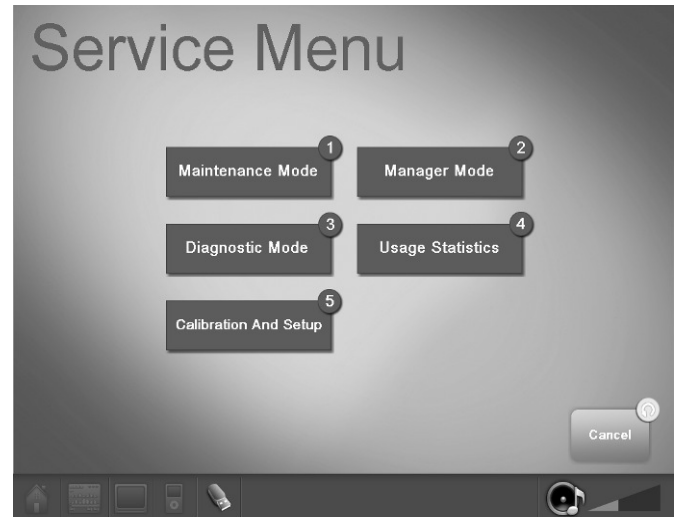 Service Menu
1
2
Maintenance Mode
Manager Mode
3
4
Diagnostic Mode
Usage Statistics
5
Calibration And Setup
Cancel